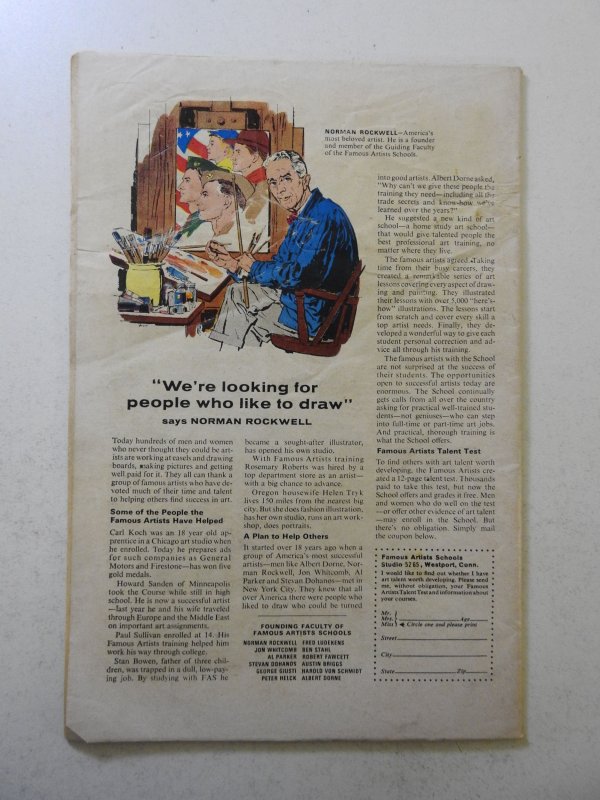 NORMAN ROCKWELL—America's
most beloved artist. He is a founder
and member of the Guiding Faculty
of the Famous Artists Schools.
"We're looking for
people who like to draw"
says NORMAN ROCKWELL
Today hundreds of men and women
who never thought they could be art-
ists are working at easels and drawing
boards, making pictures and getting
well paid for it. They all can thank a
group of famous artists who have de-
voted much of their time and talent
to helping others find success in art.
Some of the People the
Famous Artists Have Helped
Carl Koch was an 18 year old ap-
prentice in a Chicago art studio when
he enrolled. Today he prepares ads
for such companies as General
Motors and Firestone—has won five
gold medals.
Howard Sanden of Minneapolis
took the Course while still in high
school. He is now a successful artist
—last year he and his wife traveled
through Europe and the Middle East
on important art assignments.
Paul Sullivan enrolled at 14. His
Famous Artists training helped him
work his way through college.
Stan Bowen, father of three chil-
dren, was trapped in a dull, low-pay-
ing job. By studying with FAS he
became a sought-after illustrator,
has opened his own studio.
With Famous Artists training
Rosemary Roberts was hired by a
top department store as an artist—
with a big chance to advance.
Oregon housewife Helen Tryk
lives 150 miles from the nearest big
city. But she does fashion illustration,
has her own studio, runs an art work-
shop, does portraits.
A Plan to Help Others
It started over 18 years ago when a
group of America's most successful
artists—men like Albert Dorne, Nor-
man Rockwell, Jon Whitcomb, Al
Parker and Stevan Dohanos—met in
New York City. They knew that all
over America there were people who
liked to draw who could be turned
FOUNDING FACULTY OF
FAMOUS ARTISTS SCHOOLS
NORMAN ROCKWELL FRED LUDEKENS
JON WHITCOMB BEN STAHL
AL PARKER ROBERT FAWCETT
STEVAN DOHANOS AUSTIN BRIGGS
GEORGE GIUSTI HAROLD VON SCHMIDT
PETER HELCK ALBERT DORNE
into good artists. Albert Dorne asked,
"Why can't we give these people the
training they need—including all the
trade secrets and know-how we've
learned over the years?"
He suggested a new kind of art
school—a home study art school—
that would give talented people the
best professional art training, no
matter where they live.
The famous artists agreed. Taking
time from their busy careers, they
created a remarkable series of art
lessons covering every aspect of draw-
ing and painting. They illustrated
their lessons with over 5,000 "here's-
how" illustrations. The lessons start
from scratch and cover every skill a
top artist needs. Finally, they de-
veloped a wonderful way to give each
student personal correction and ad-
vice all through his training.
The famous artists with the School
are not surprised at the success of
their students. The opportunities
open to successful artists today are
enormous. The School continually
gets calls from all over the country
asking for practical well-trained stu-
dents—not geniuses—who can step
into full-time or part-time art jobs.
And practical, thorough training is
what the School offers.
Famous Artists Talent Test
To find others with art talent worth
developing, the Famous Artists cre-
ated a 12-page talent test. Thousands
paid to take this test, but now the
School offers and grades it free. Men
and women who do well on the test
—or offer other evidence of art talent
—may enroll in the School. But
there's no obligation. Simply mail
the coupon below.
Famous Artists Schools
Studio 5265, Westport, Conn.
I would like to find out whether I have
art talent worth developing. Please send
me, without obligation, your Famous
Artists Talent Test and information about
your courses.
Mr.
Mrs. Age
Miss Circle one and please print
Street
City
State Zip